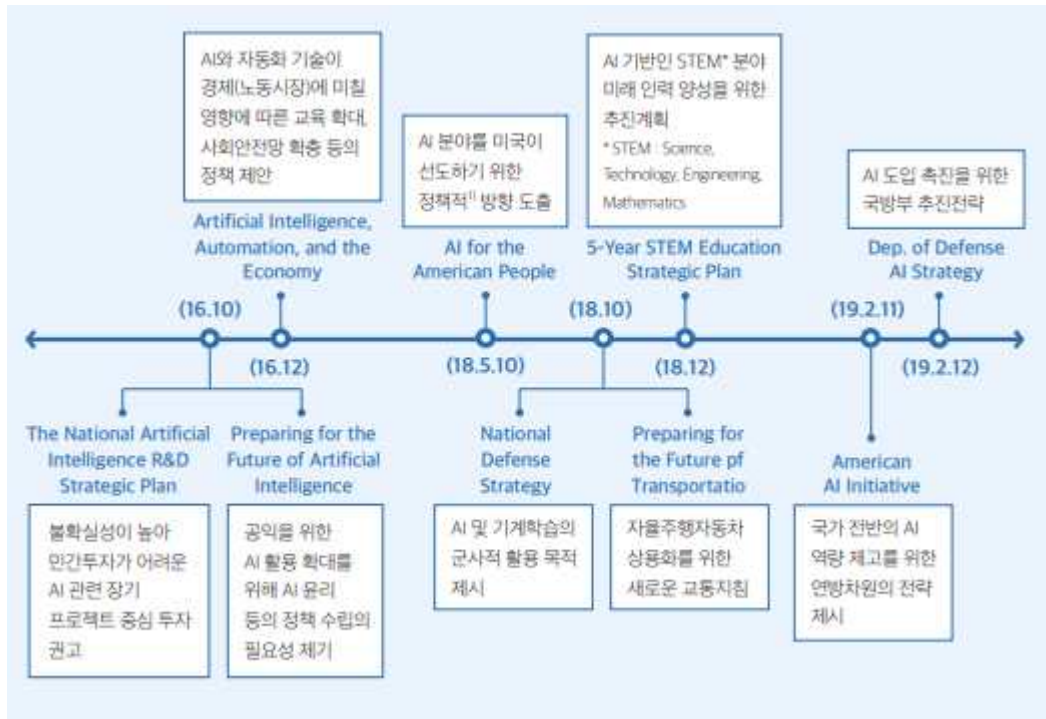 AI와 자동화 기술이
경제(노동시장)에 미칠
영향에 따른 교육 확대,
사회안전망 확충 등의
정책 제안
Artificial Intelligence,
Automation, and the
Economy
AI 분야를 미국이
선도하기 위한
정책적¹⁾ 방향 도출
AI for the
American People
AI 기반인 STEM* 분야
미래 인력 양성을 위한
추진계획
* STEM : Science,
Technology, Engineering,
Mathematics
5-Year STEM Education
Strategic Plan
AI 도입 촉진을 위한
국방부 추진전략
Dep. of Defense
AI Strategy
(16.10)
(16.12)
(18.5.10)
(18.10)
(18.12)
(19.2.11)
(19.2.12)
The National Artificial
Intelligence R&D
Strategic Plan
불확실성이 높아
민간투자가 어려운
AI 관련 장기
프로젝트 중심 투자
권고
Preparing for the
Future of Artificial
Intelligence
공익을 위한
AI 활용 확대를
위해 AI 윤리
등의 정책 수립의
필요성 제기
National
Defense
Strategy
AI 및 기계학습의
군사적 활용 목적
제시
Preparing for
the Future pf
Transportatio
자율주행자동차
상용화를 위한
새로운 교통지침
American
AI Initiative
국가 전반의 AI
역량 제고를 위한
연방차원의 전략
제시